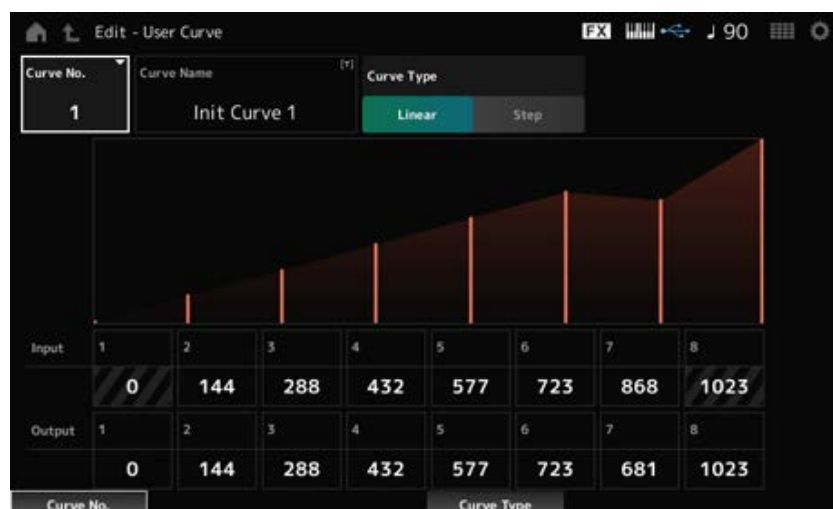 Edit - User Curve FX ♩ 90
Curve No. Curve Name [T] Curve Type
1 Init Curve 1 Linear Step
Input 1 2 3 4 5 6 7 8
0 144 288 432 577 723 868 1023
Output 1 2 3 4 5 6 7 8
0 144 288 432 577 723 681 1023
Curve No. Curve Type